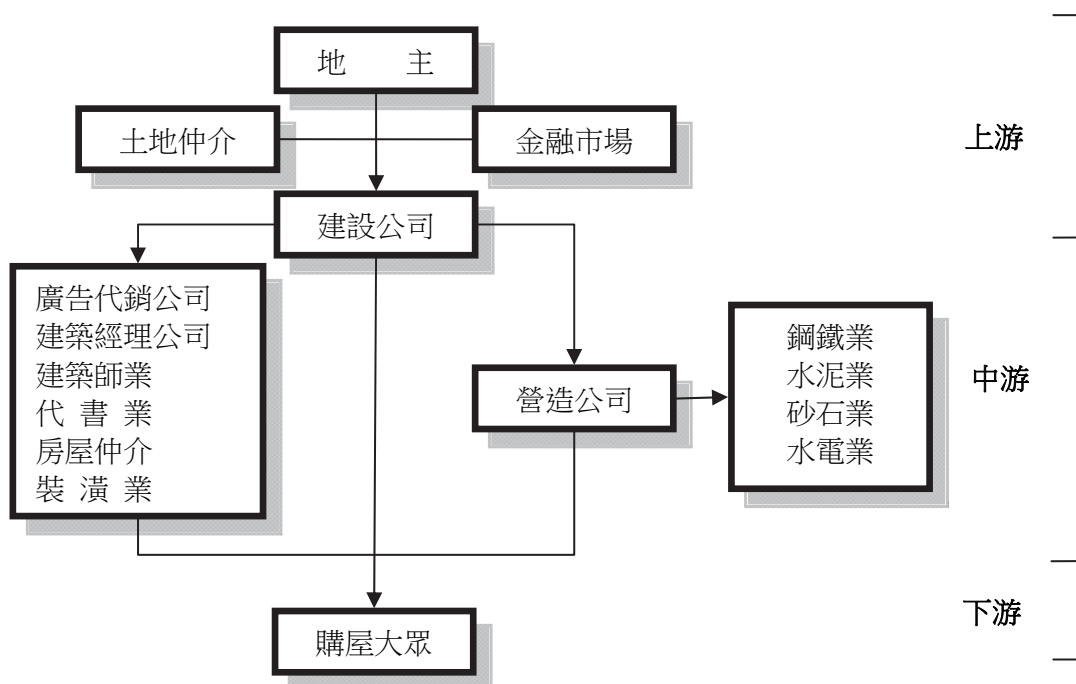 地 主
土地仲介
金融市場
上游
建設公司
廣告代銷公司
建築經理公司
建築師業
代 書 業
房屋仲介
裝 潢 業
營造公司
鋼鐵業
水泥業
砂石業
水電業
中游
下游
購屋大眾